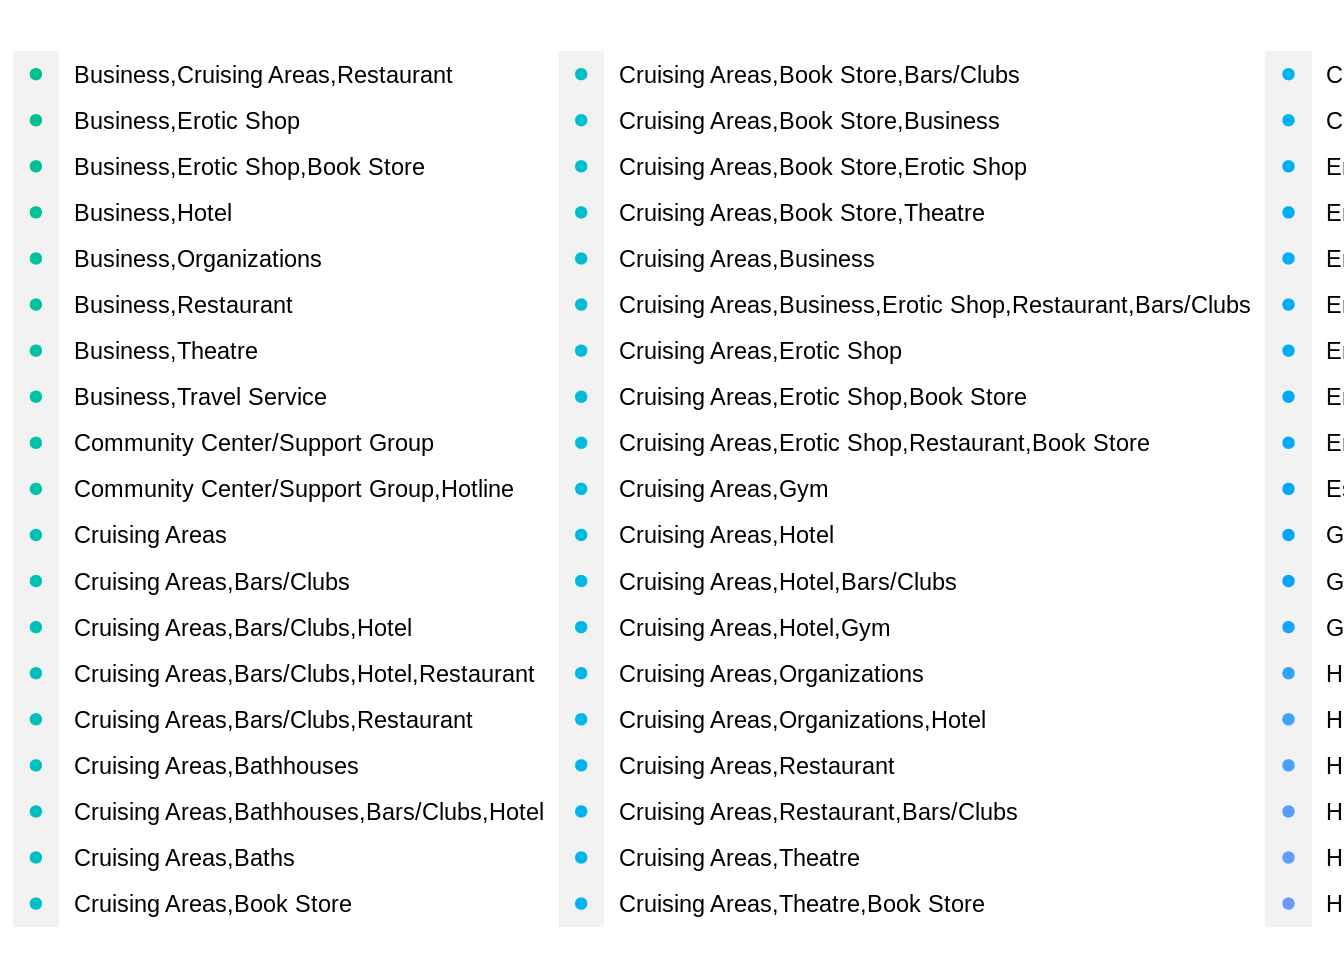 Business,Cruising Areas,Restaurant
Business,Erotic Shop
Business,Erotic Shop,Book Store
Business,Hotel
Business,Organizations
Business,Restaurant
Business,Theatre
Business,Travel Service
Community Center/Support Group
Community Center/Support Group,Hotline
Cruising Areas
Cruising Areas,Bars/Clubs
Cruising Areas,Bars/Clubs,Hotel
Cruising Areas,Bars/Clubs,Hotel,Restaurant
Cruising Areas,Bars/Clubs,Restaurant
Cruising Areas,Bathhouses
Cruising Areas,Bathhouses,Bars/Clubs,Hotel
Cruising Areas,Baths
Cruising Areas,Book Store
Cruising Areas,Book Store,Bars/Clubs
Cruising Areas,Book Store,Business
Cruising Areas,Book Store,Erotic Shop
Cruising Areas,Book Store,Theatre
Cruising Areas,Business
Cruising Areas,Business,Erotic Shop,Restaurant,Bars/Clubs
Cruising Areas,Erotic Shop
Cruising Areas,Erotic Shop,Book Store
Cruising Areas,Erotic Shop,Restaurant,Book Store
Cruising Areas,Gym
Cruising Areas,Hotel
Cruising Areas,Hotel,Bars/Clubs
Cruising Areas,Hotel,Gym
Cruising Areas,Organizations
Cruising Areas,Organizations,Hotel
Cruising Areas,Restaurant
Cruising Areas,Restaurant,Bars/Clubs
Cruising Areas,Theatre
Cruising Areas,Theatre,Book Store